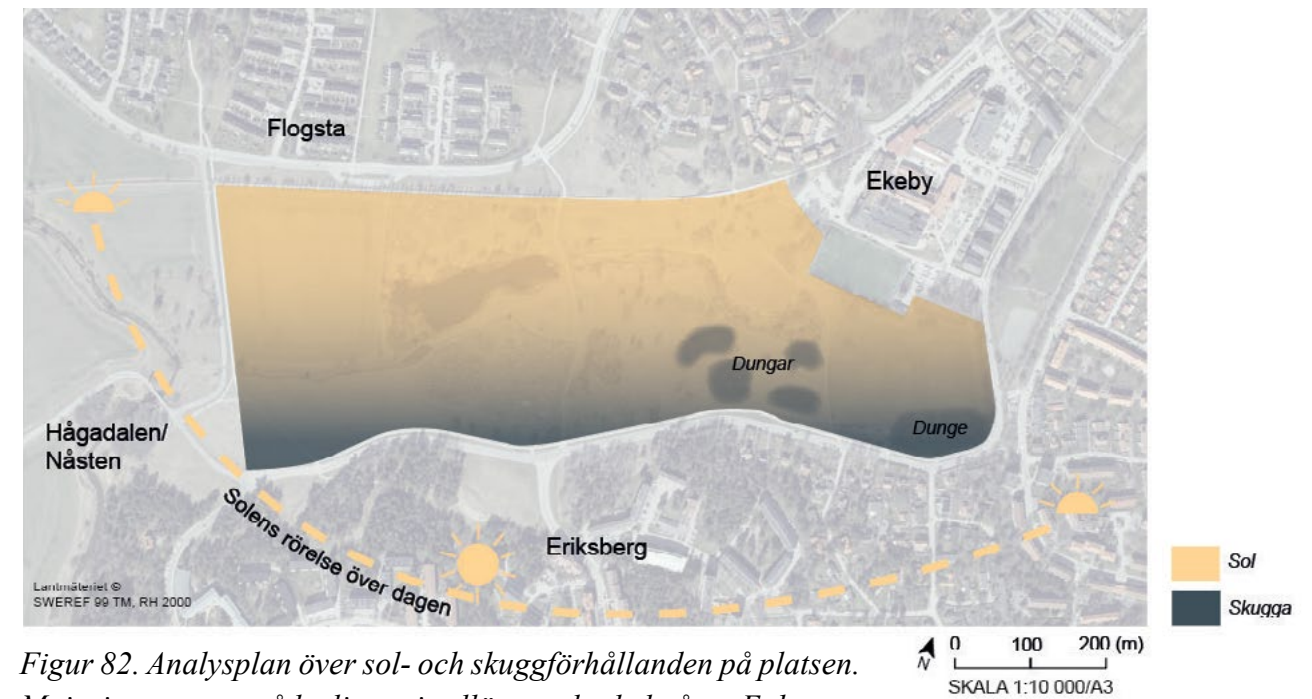 Flogsta
Ekeby
Dungar
Dunge
Hågadalen/
Nåsten
Solens rörelse över dagen
Eriksberg
Lantmäteriet ©
SWEREF 99 TM, RH 2000
Sol
Skugga
N
0 100 200 (m)
SKALA 1:10 000/A3
Figur 82. Analysplan över sol- och skuggförhållanden på platsen.